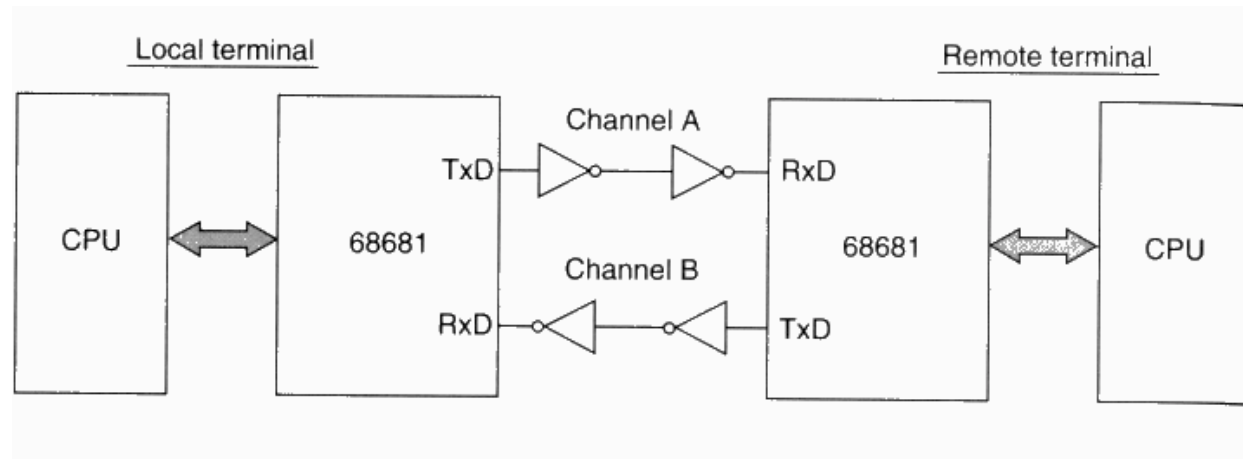 Local terminal
Remote terminal
Channel A
TxD
RxD
CPU
68681
68681
CPU
Channel B
RxD
TxD